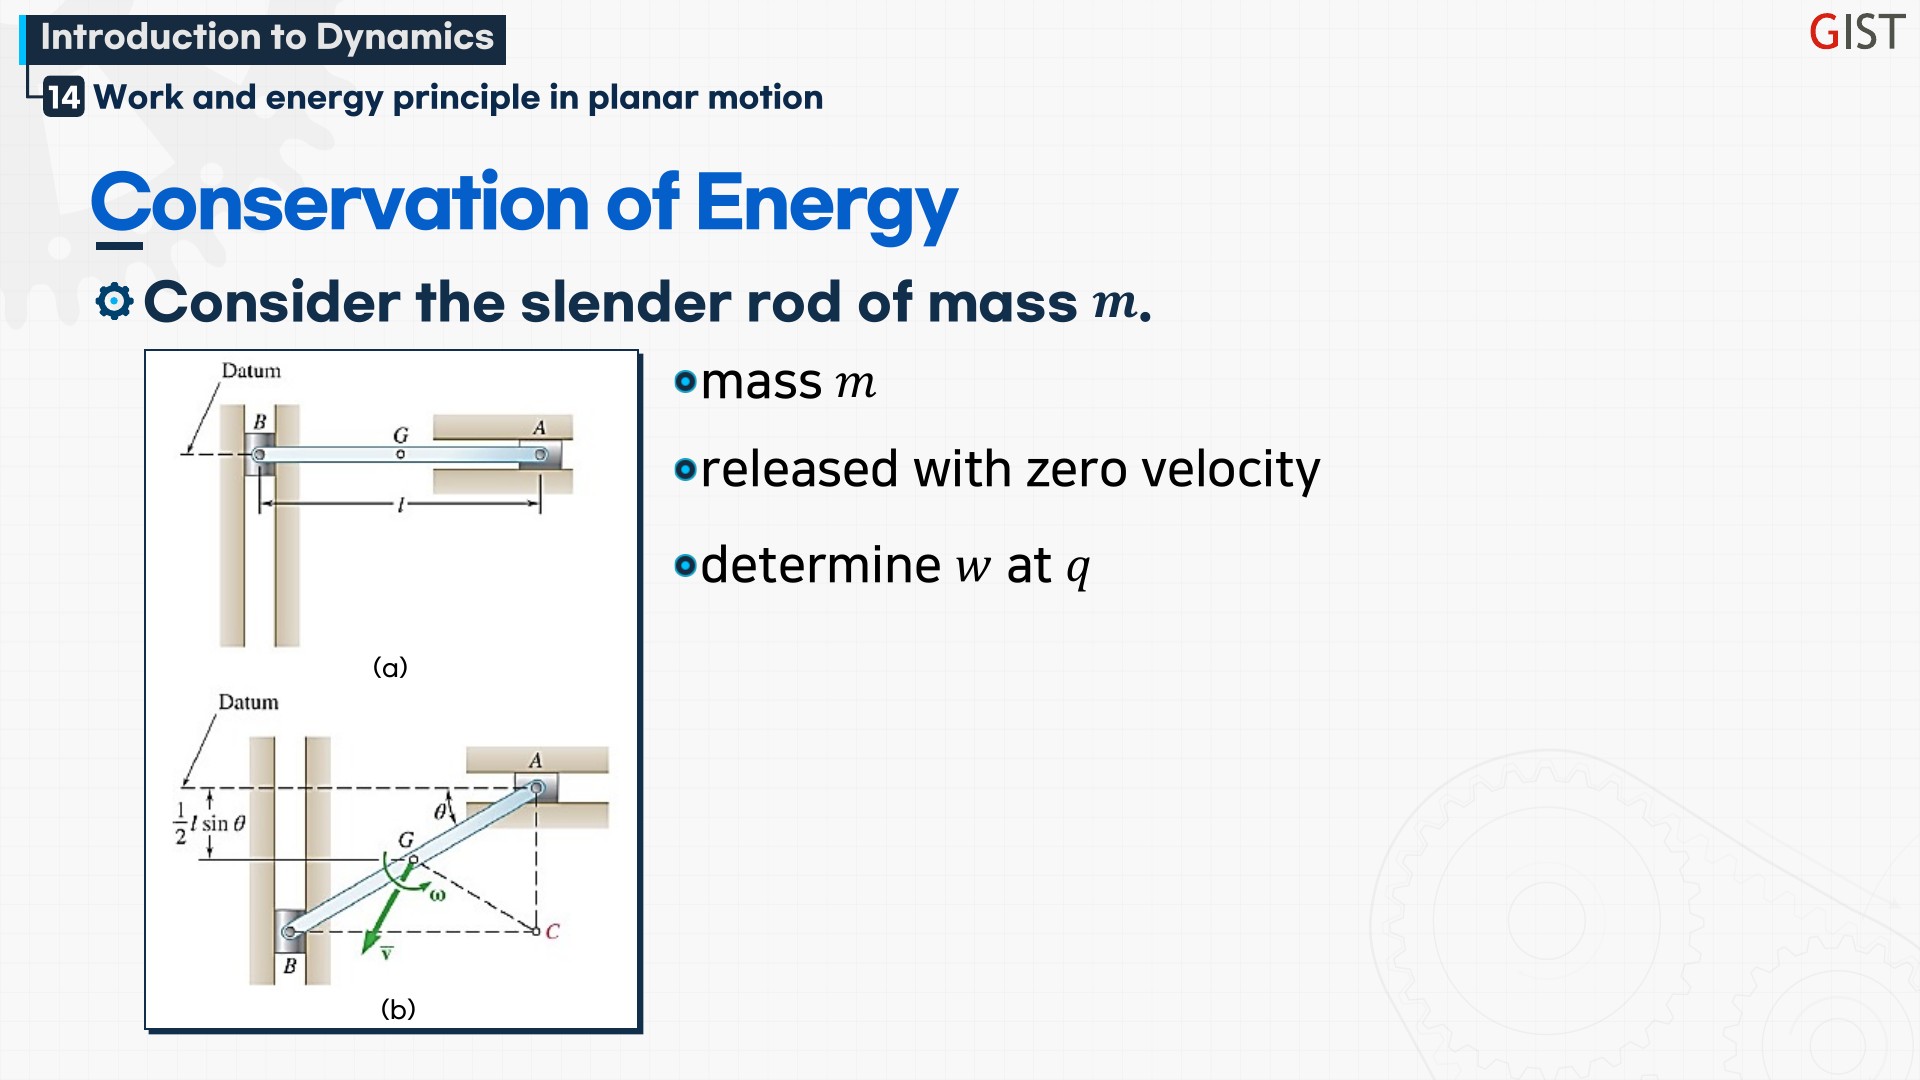 Introduction to Dynamics
GIST
14 Work and energy principle in planar motion
Conservation of Energy
Consider the slender rod of mass m.
Datum
B
G
A
l
(a)
Datum
A
θ
1/2 l sin θ
G
ω
C
v̅
B
(b)
mass m
released with zero velocity
determine w at q